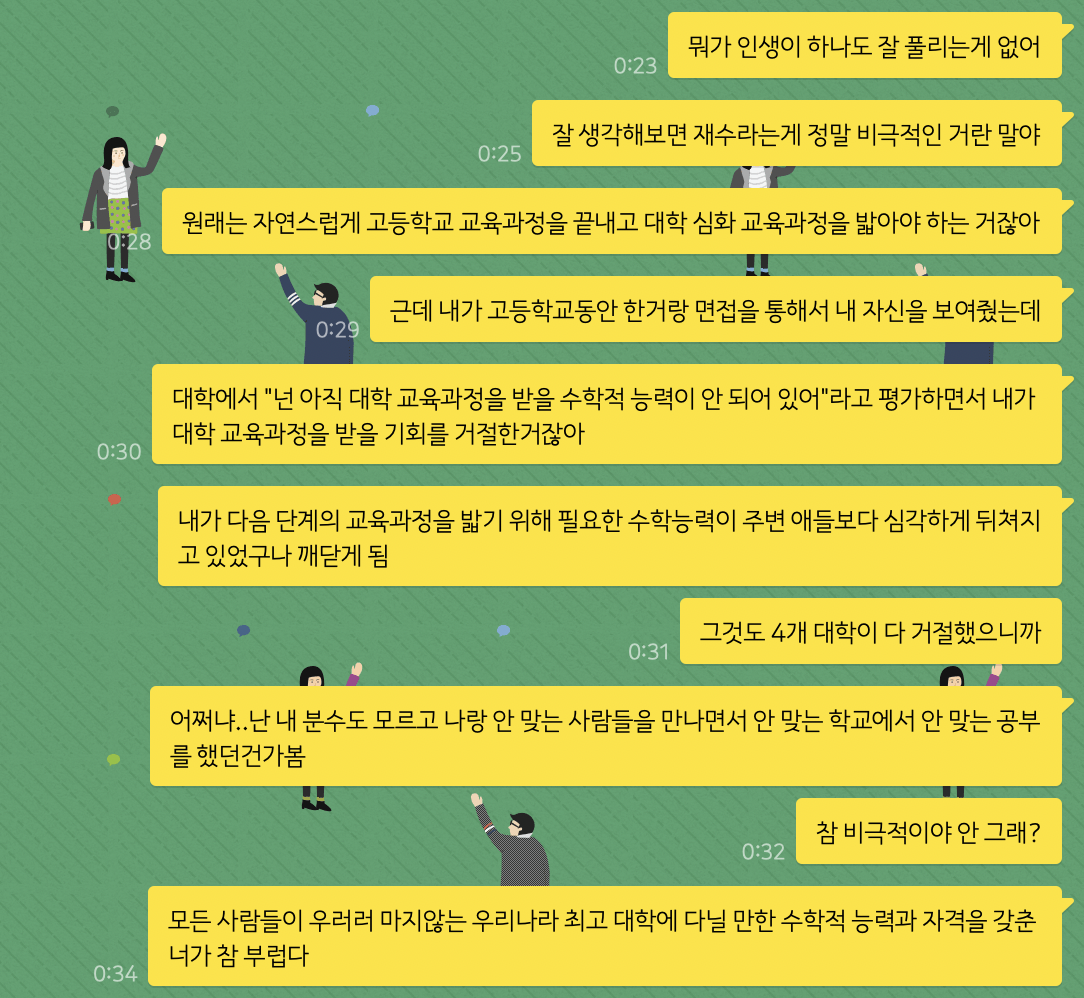 뭐가 인생이 하나도 잘 풀리는게 없어
0:23
잘 생각해보면 재수라는게 정말 비극적인 거란 말야
0:25
원래는 자연스럽게 고등학교 교육과정을 끝내고 대학 심화 교육과정을 밟아야 하는 거잖아
0:28
근데 내가 고등학교동안 한거랑 면접을 통해서 내 자신을 보여줬는데
0:29
대학에서 "넌 아직 대학 교육과정을 받을 수학적 능력이 안 되어 있어"라고 평가하면서 내가
대학 교육과정을 받을 기회를 거절한거잖아
0:30
내가 다음 단계의 교육과정을 밟기 위해 필요한 수학능력이 주변 애들보다 심각하게 뒤쳐지
고 있었구나 깨닫게 됨
그것도 4개 대학이 다 거절했으니까
0:31
어쩌냐..난 내 분수도 모르고 나랑 안 맞는 사람들을 만나면서 안 맞는 학교에서 안 맞는 공부
를 했던건가봄
참 비극적이야 안 그래?
0:32
모든 사람들이 우러러 마지않는 우리나라 최고 대학에 다닐 만한 수학적 능력과 자격을 갖춘
너가 참 부럽다
0:34